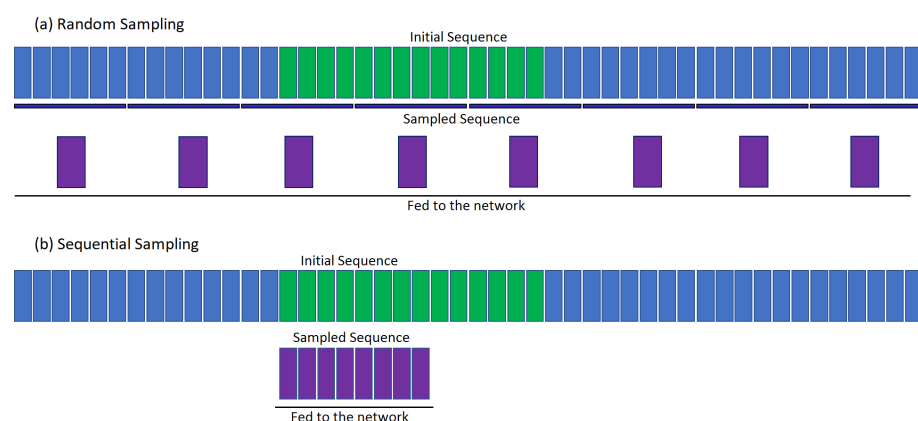 (a) Random Sampling
Initial Sequence
Sampled Sequence
Fed to the network
(b) Sequential Sampling
Initial Sequence
Sampled Sequence
Fed to the network